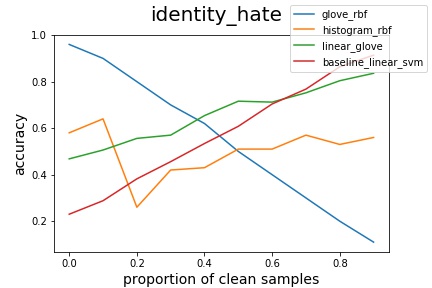 identity_hate
glove_rbf
histogram_rbf
linear_glove
baseline_linear_svm
1.0
0.8
0.6
0.4
0.2
accuracy
0.0 0.2 0.4 0.6 0.8
proportion of clean samples